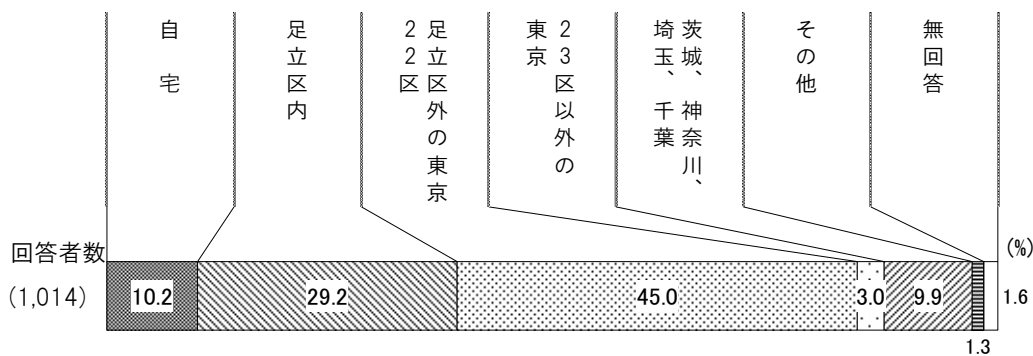 自　宅
足立区内
足立区外の東京
２２区
２３区以外の
東京
茨城、神奈川、
埼玉、千葉
その他
無回答
回答者数
(%)
(1,014)
10.2
29.2
45.0
3.0
9.9
1.6
1.3